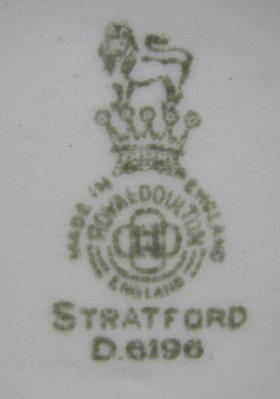 MADE IN ENGLAND
ROYAL DOULTON
ENGLAND
STRATFORD
D.6196